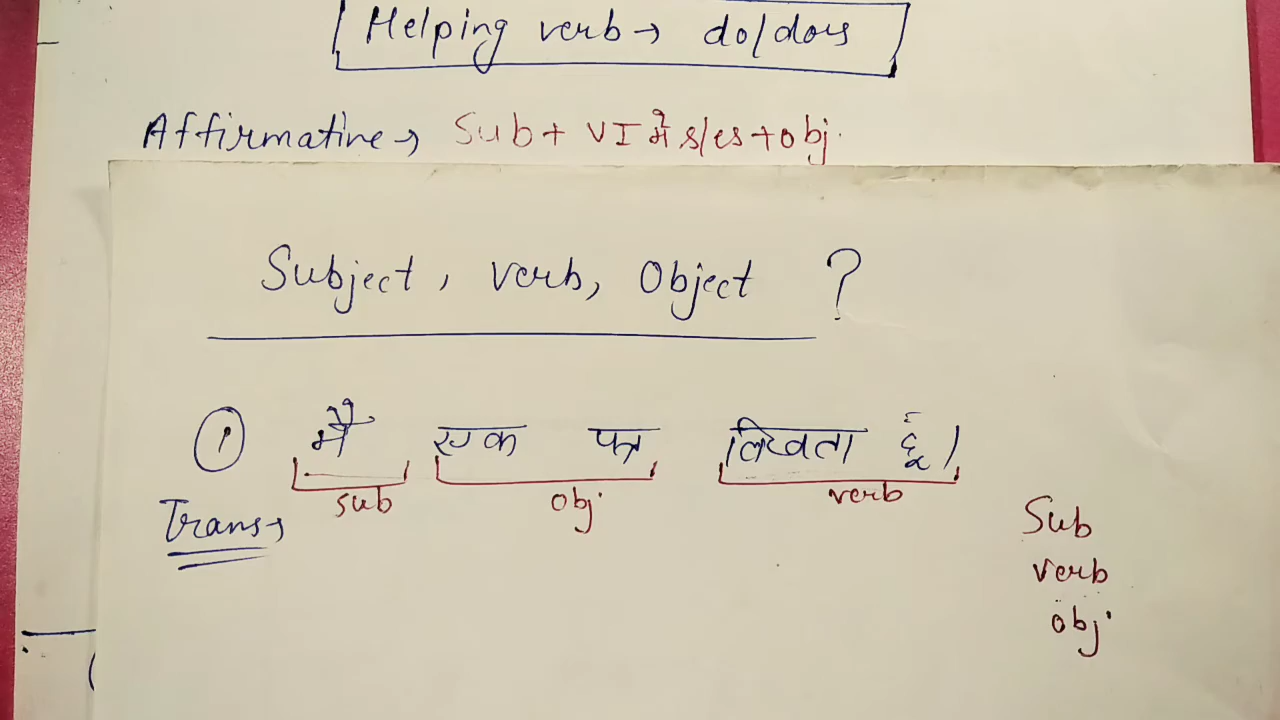 Helping verb → do/does
Affirmative → Sub + VI में s/es + obj.
Subject, verb, Object ?
① मै एक पत्र लिखता हूँ।
sub obj verb
Trans →
Sub
verb
obj